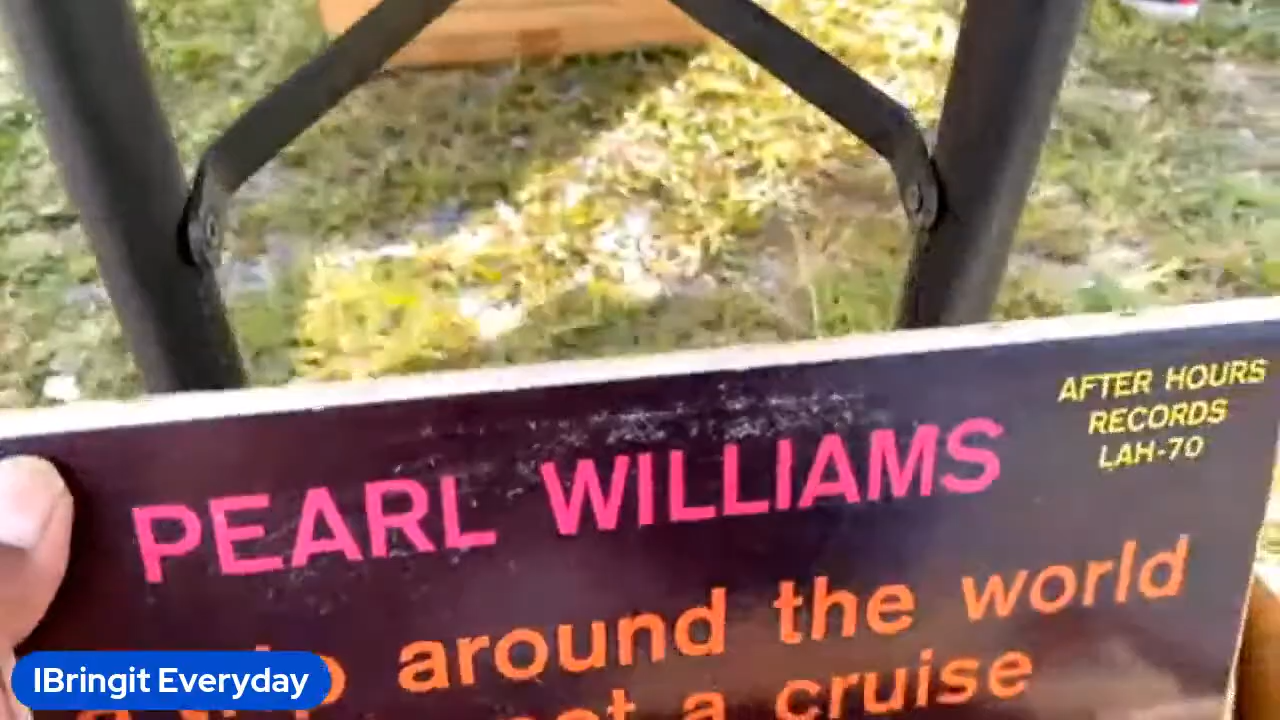 AFTER HOURS
RECORDS
LAH-70
PEARL WILLIAMS
around the world
a cruise
IBringit Everyday